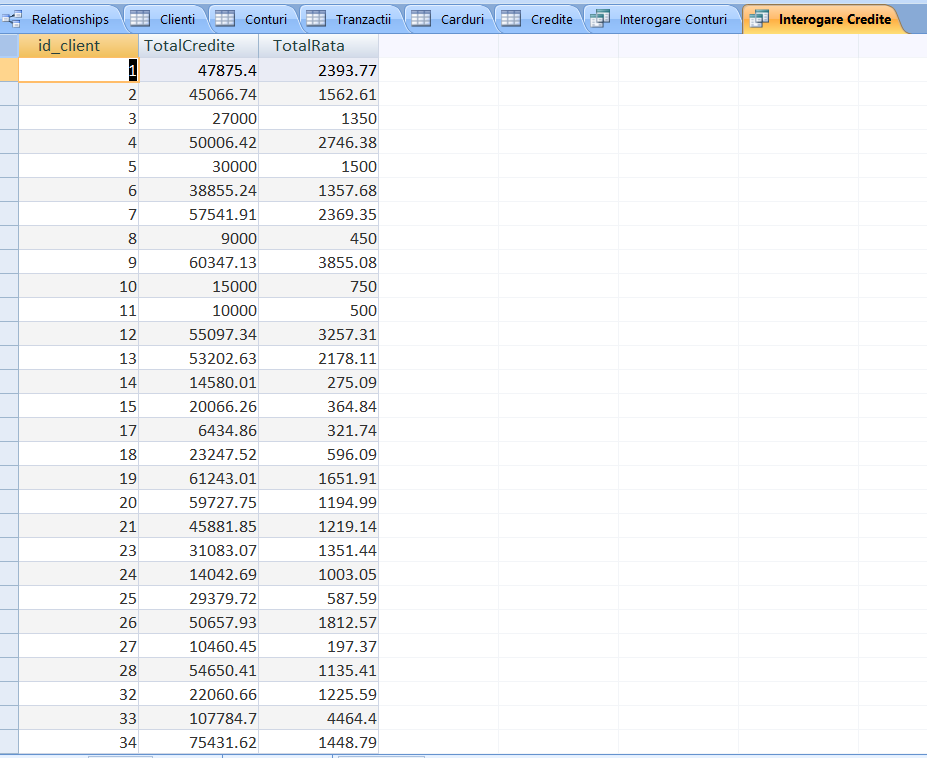 Relationships Clienti Conturi Tranzactii Carduri Credite Interogare Conturi Interogare Credite
id_client TotalCredite TotalRata
1 47875.4 2393.77
2 45066.74 1562.61
3 27000 1350
4 50006.42 2746.38
5 30000 1500
6 38855.24 1357.68
7 57541.91 2369.35
8 9000 450
9 60347.13 3855.08
10 15000 750
11 10000 500
12 55097.34 3257.31
13 53202.63 2178.11
14 14580.01 275.09
15 20066.26 364.84
17 6434.86 321.74
18 23247.52 596.09
19 61243.01 1651.91
20 59727.75 1194.99
21 45881.85 1219.14
23 31083.07 1351.44
24 14042.69 1003.05
25 29379.72 587.59
26 50657.93 1812.57
27 10460.45 197.37
28 54650.41 1135.41
32 22060.66 1225.59
33 107784.7 4464.4
34 75431.62 1448.79